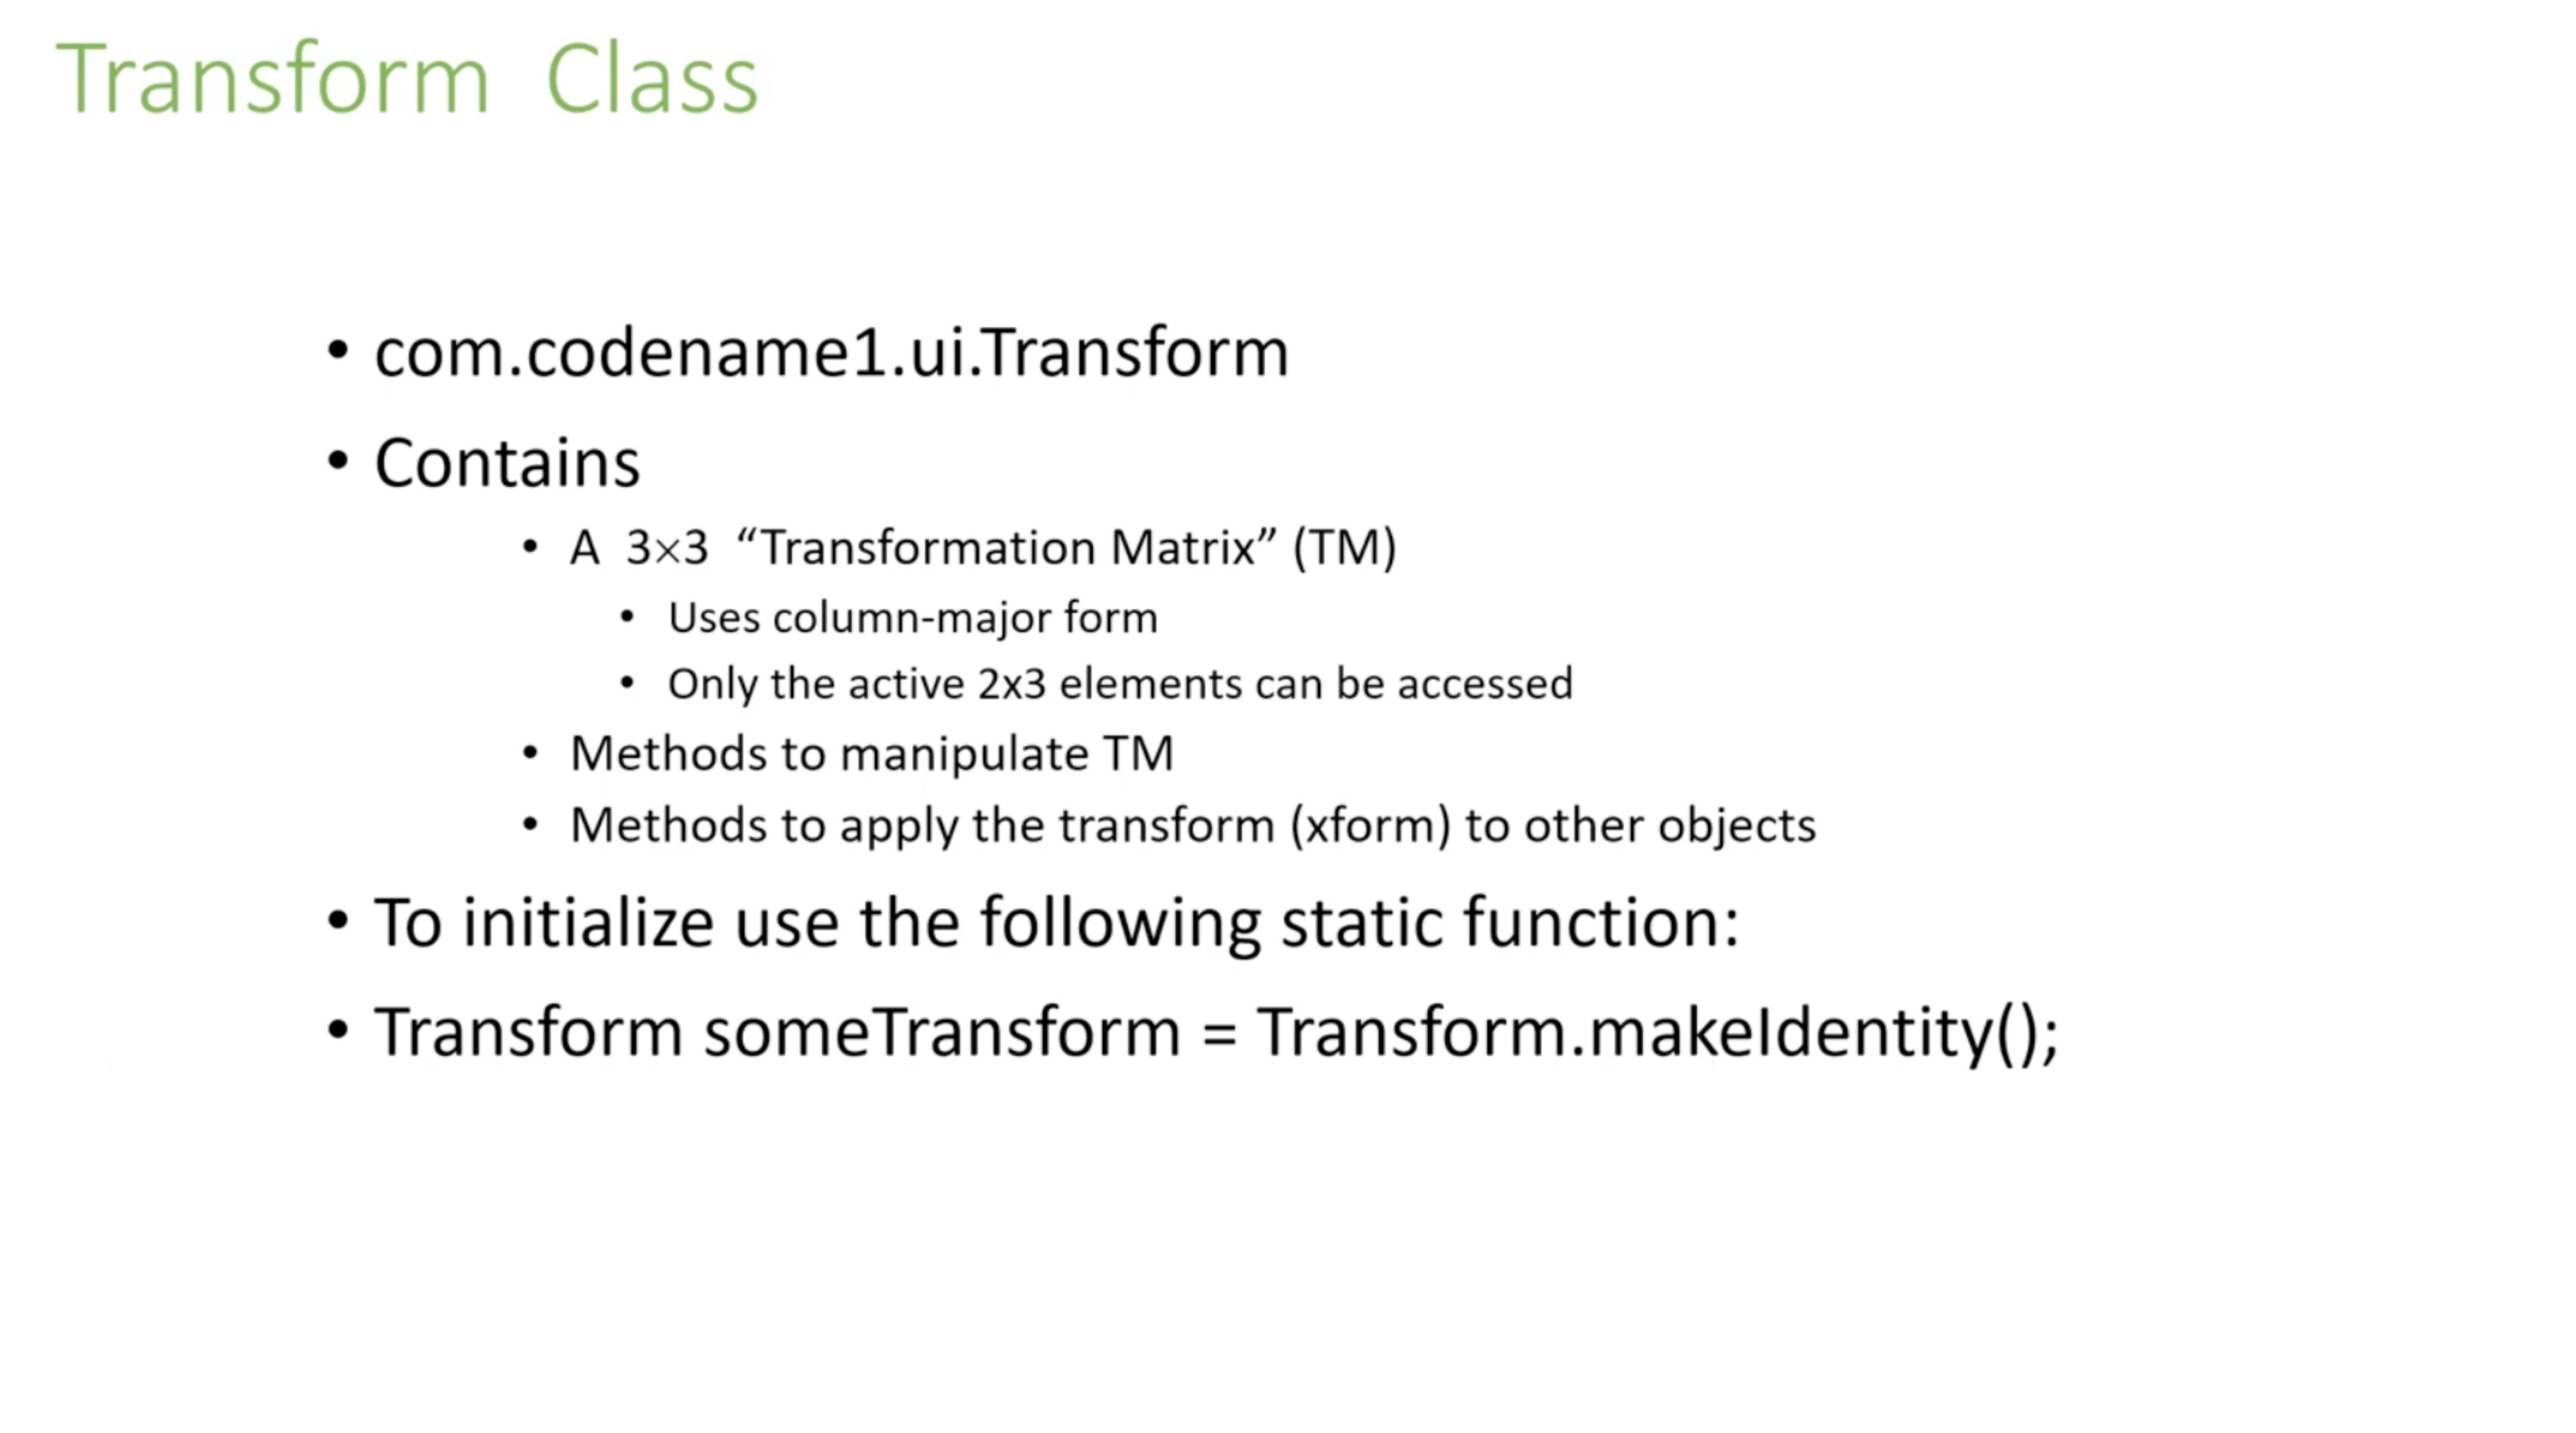 Transform Class
• com.codename1.ui.Transform
• Contains
• A 3×3 “Transformation Matrix” (TM)
• Uses column-major form
• Only the active 2x3 elements can be accessed
• Methods to manipulate TM
• Methods to apply the transform (xform) to other objects
• To initialize use the following static function:
• Transform someTransform = Transform.makeIdentity();